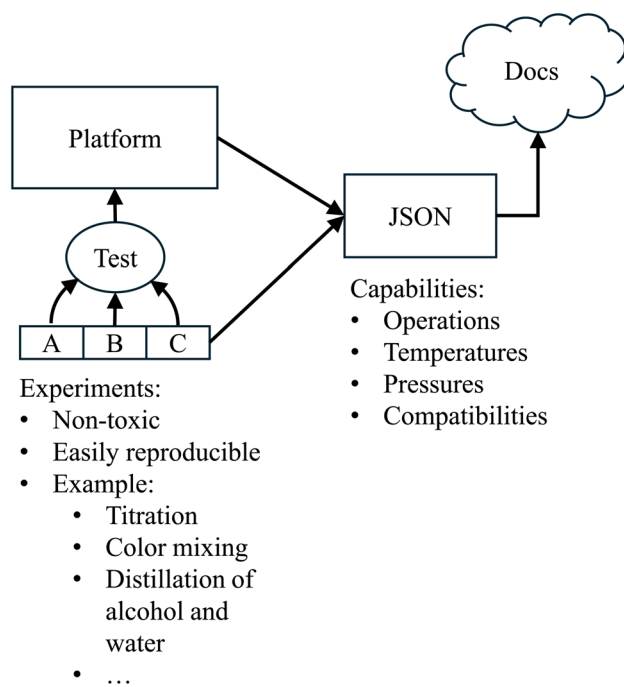 Docs
Platform
JSON
Test
A B C
Capabilities:
• Operations
• Temperatures
• Pressures
• Compatibilities
Experiments:
• Non-toxic
• Easily reproducible
• Example:
• Titration
• Color mixing
• Distillation of
alcohol and
water
• …